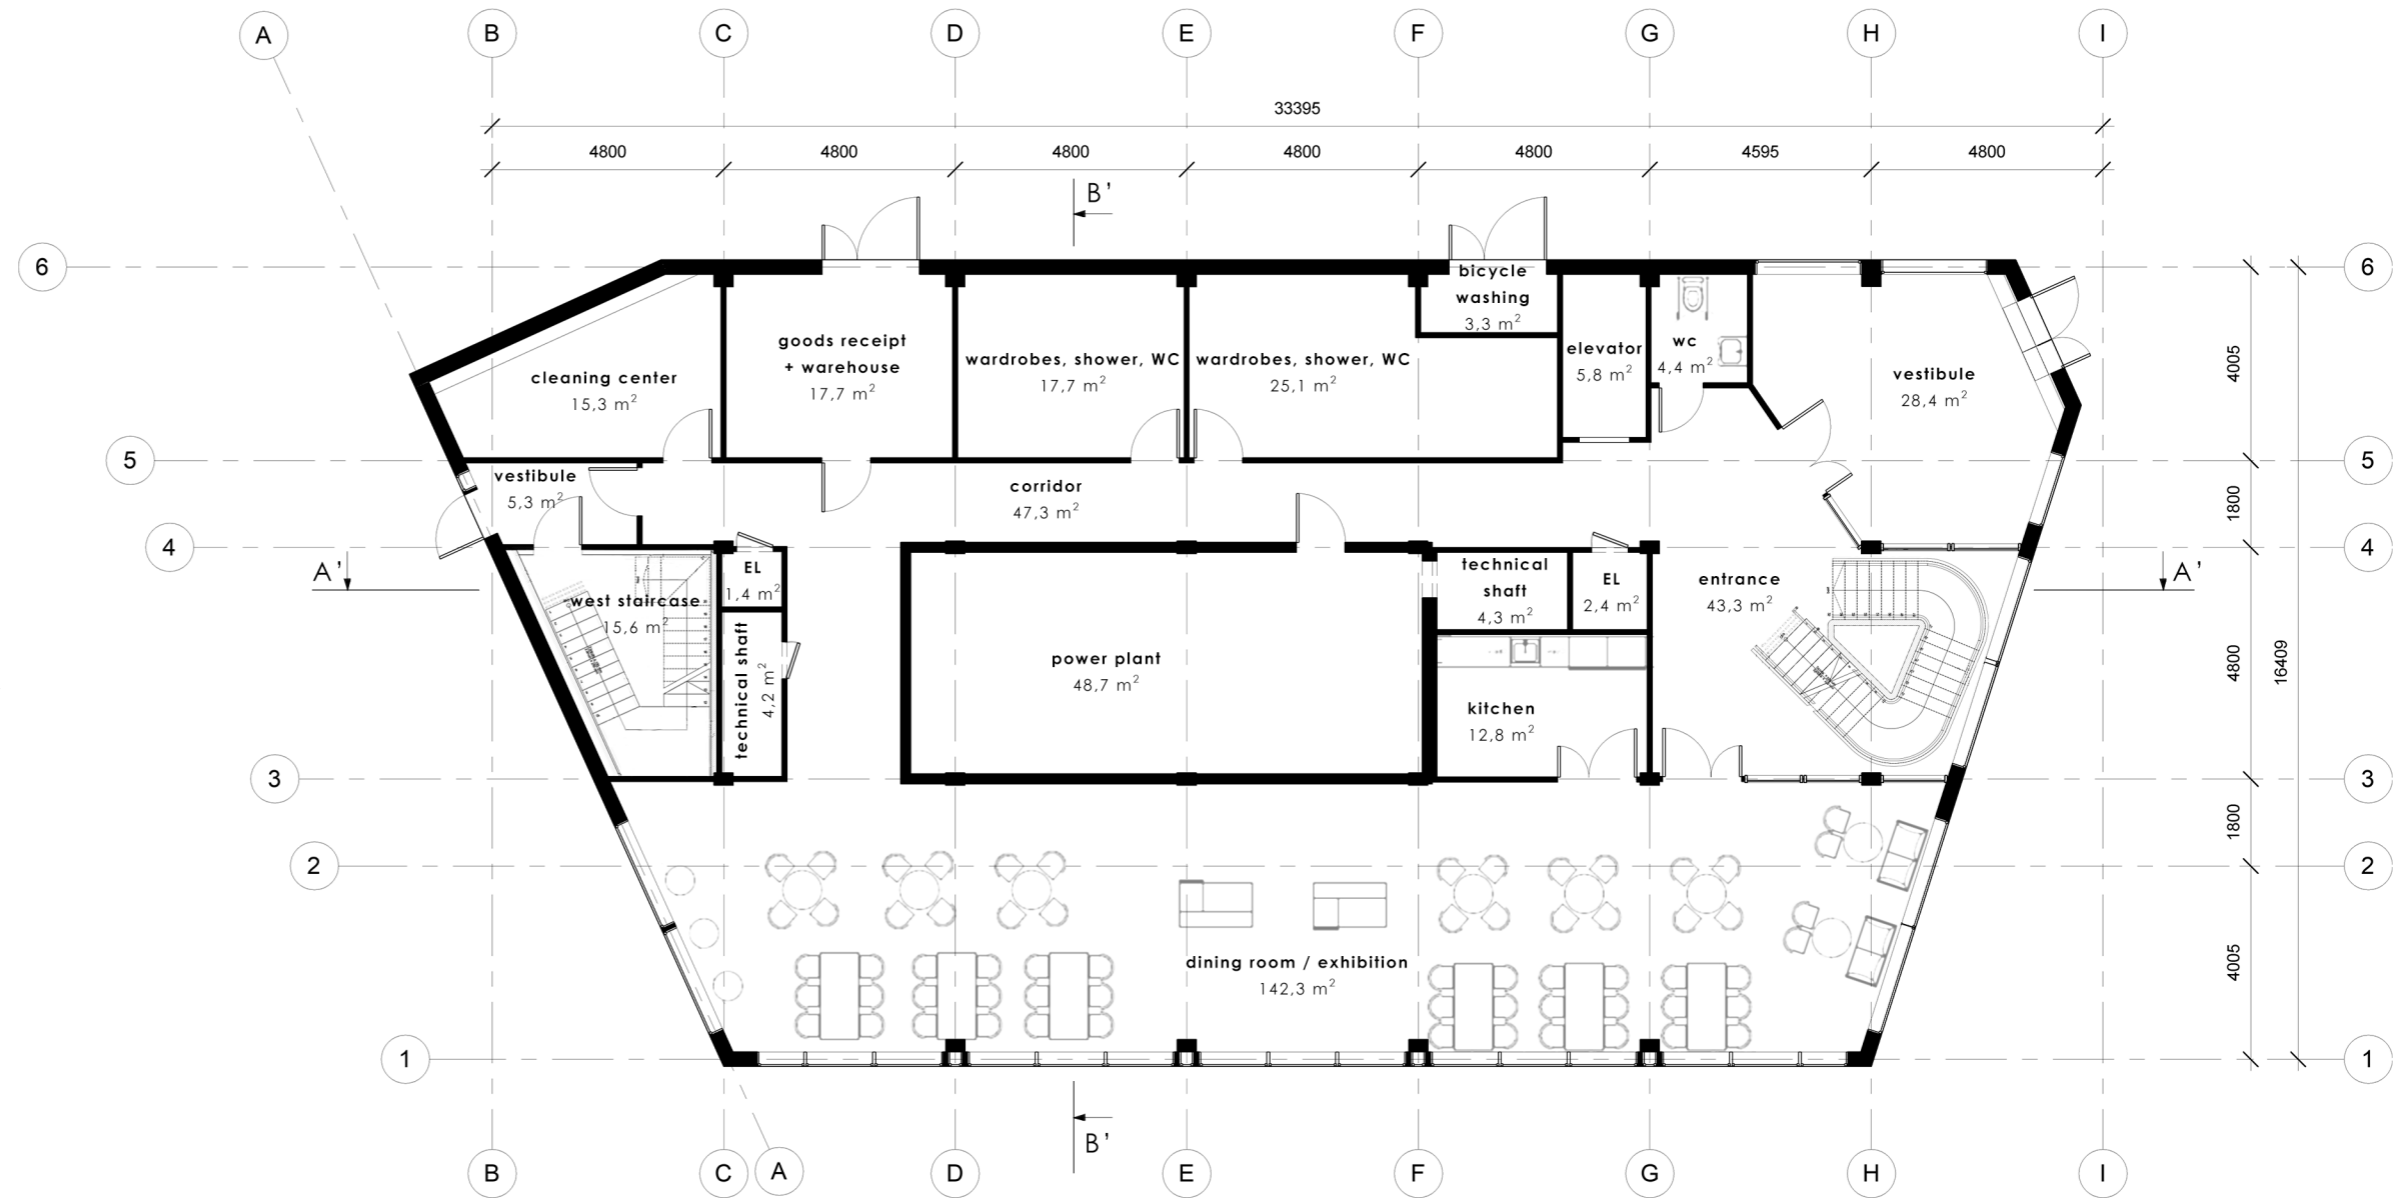 A B C D E F G H I
33395
4800 4800 4800 4800 4800 4595 4800
B'
6 6
bicycle
washing
3,3 m²
goods receipt
+ warehouse
17,7 m²
wardrobes, shower, WC
17,7 m²
wardrobes, shower, WC
25,1 m²
elevator
5,8 m²
wc
4,4 m²
vestibule
28,4 m²
cleaning center
15,3 m²
4005
5 5
vestibule
5,3 m²
corridor
47,3 m²
1800
4 4
A' A'
EL
1,4 m²
technical
shaft
4,3 m²
EL
2,4 m²
entrance
43,3 m²
west staircase
15,6 m²
technical shaft
4,2 m²
power plant
48,7 m²
kitchen
12,8 m²
4800
16409
3 3
1800
2 2
dining room / exhibition
142,3 m²
4005
1 1
B'
B C A D E F G H I